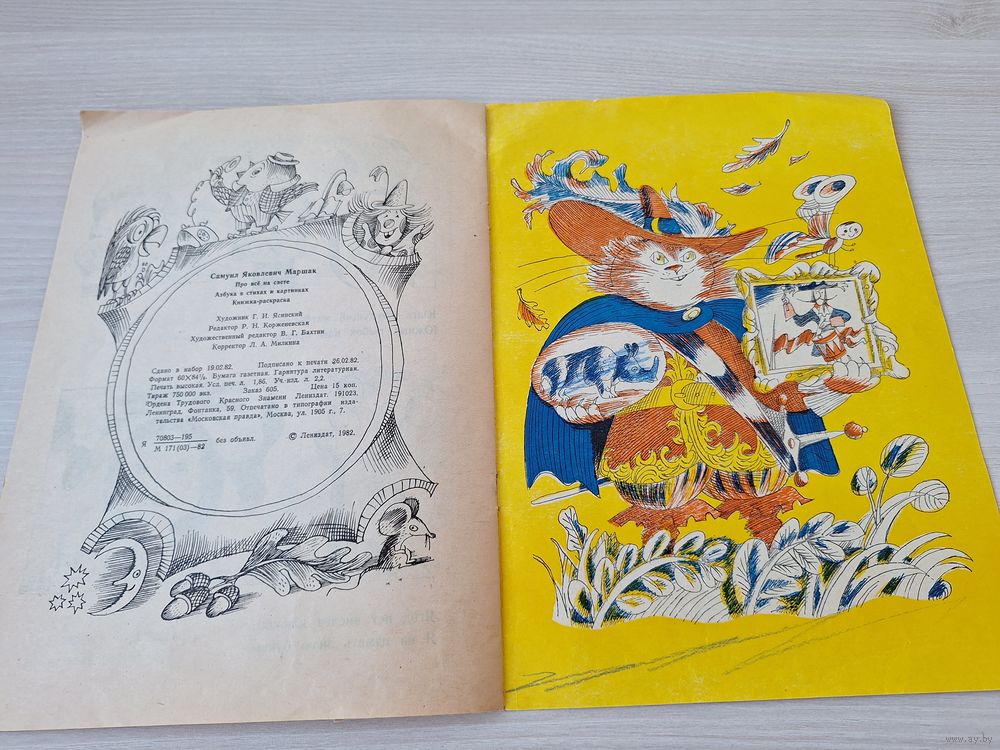 Самуил Яковлевич Маршак
Про всё на свете
Азбука в стихах и картинках
Книжка-раскраска
Художник Г. И. Ясинский
Редактор Р. Н. Корженевская
Художественный редактор В. Г. Бахтин
Корректор Л. А. Милкина
Сдано в набор 19.02.82. Подписано к печати 26.02.82.
Формат 60×84⅛. Бумага газетная. Гарнитура литературная.
Печать высокая. Усл. печ. л. 1,86. Уч.-изд. л. 2,2.
Тираж 750 000 вкл. Заказ 605. Цена 15 коп.
Ордена Трудового Красного Знамени Лениздат, 191023,
Ленинград, Фонтанка, 59. Отпечатано в типографии изда-
тельства «Московская правда», Москва, ул. 1905 г., 7.
Я 70803—195
М 171(03)—82 без объявл.
© Лениздат, 1982.
www.ay.by